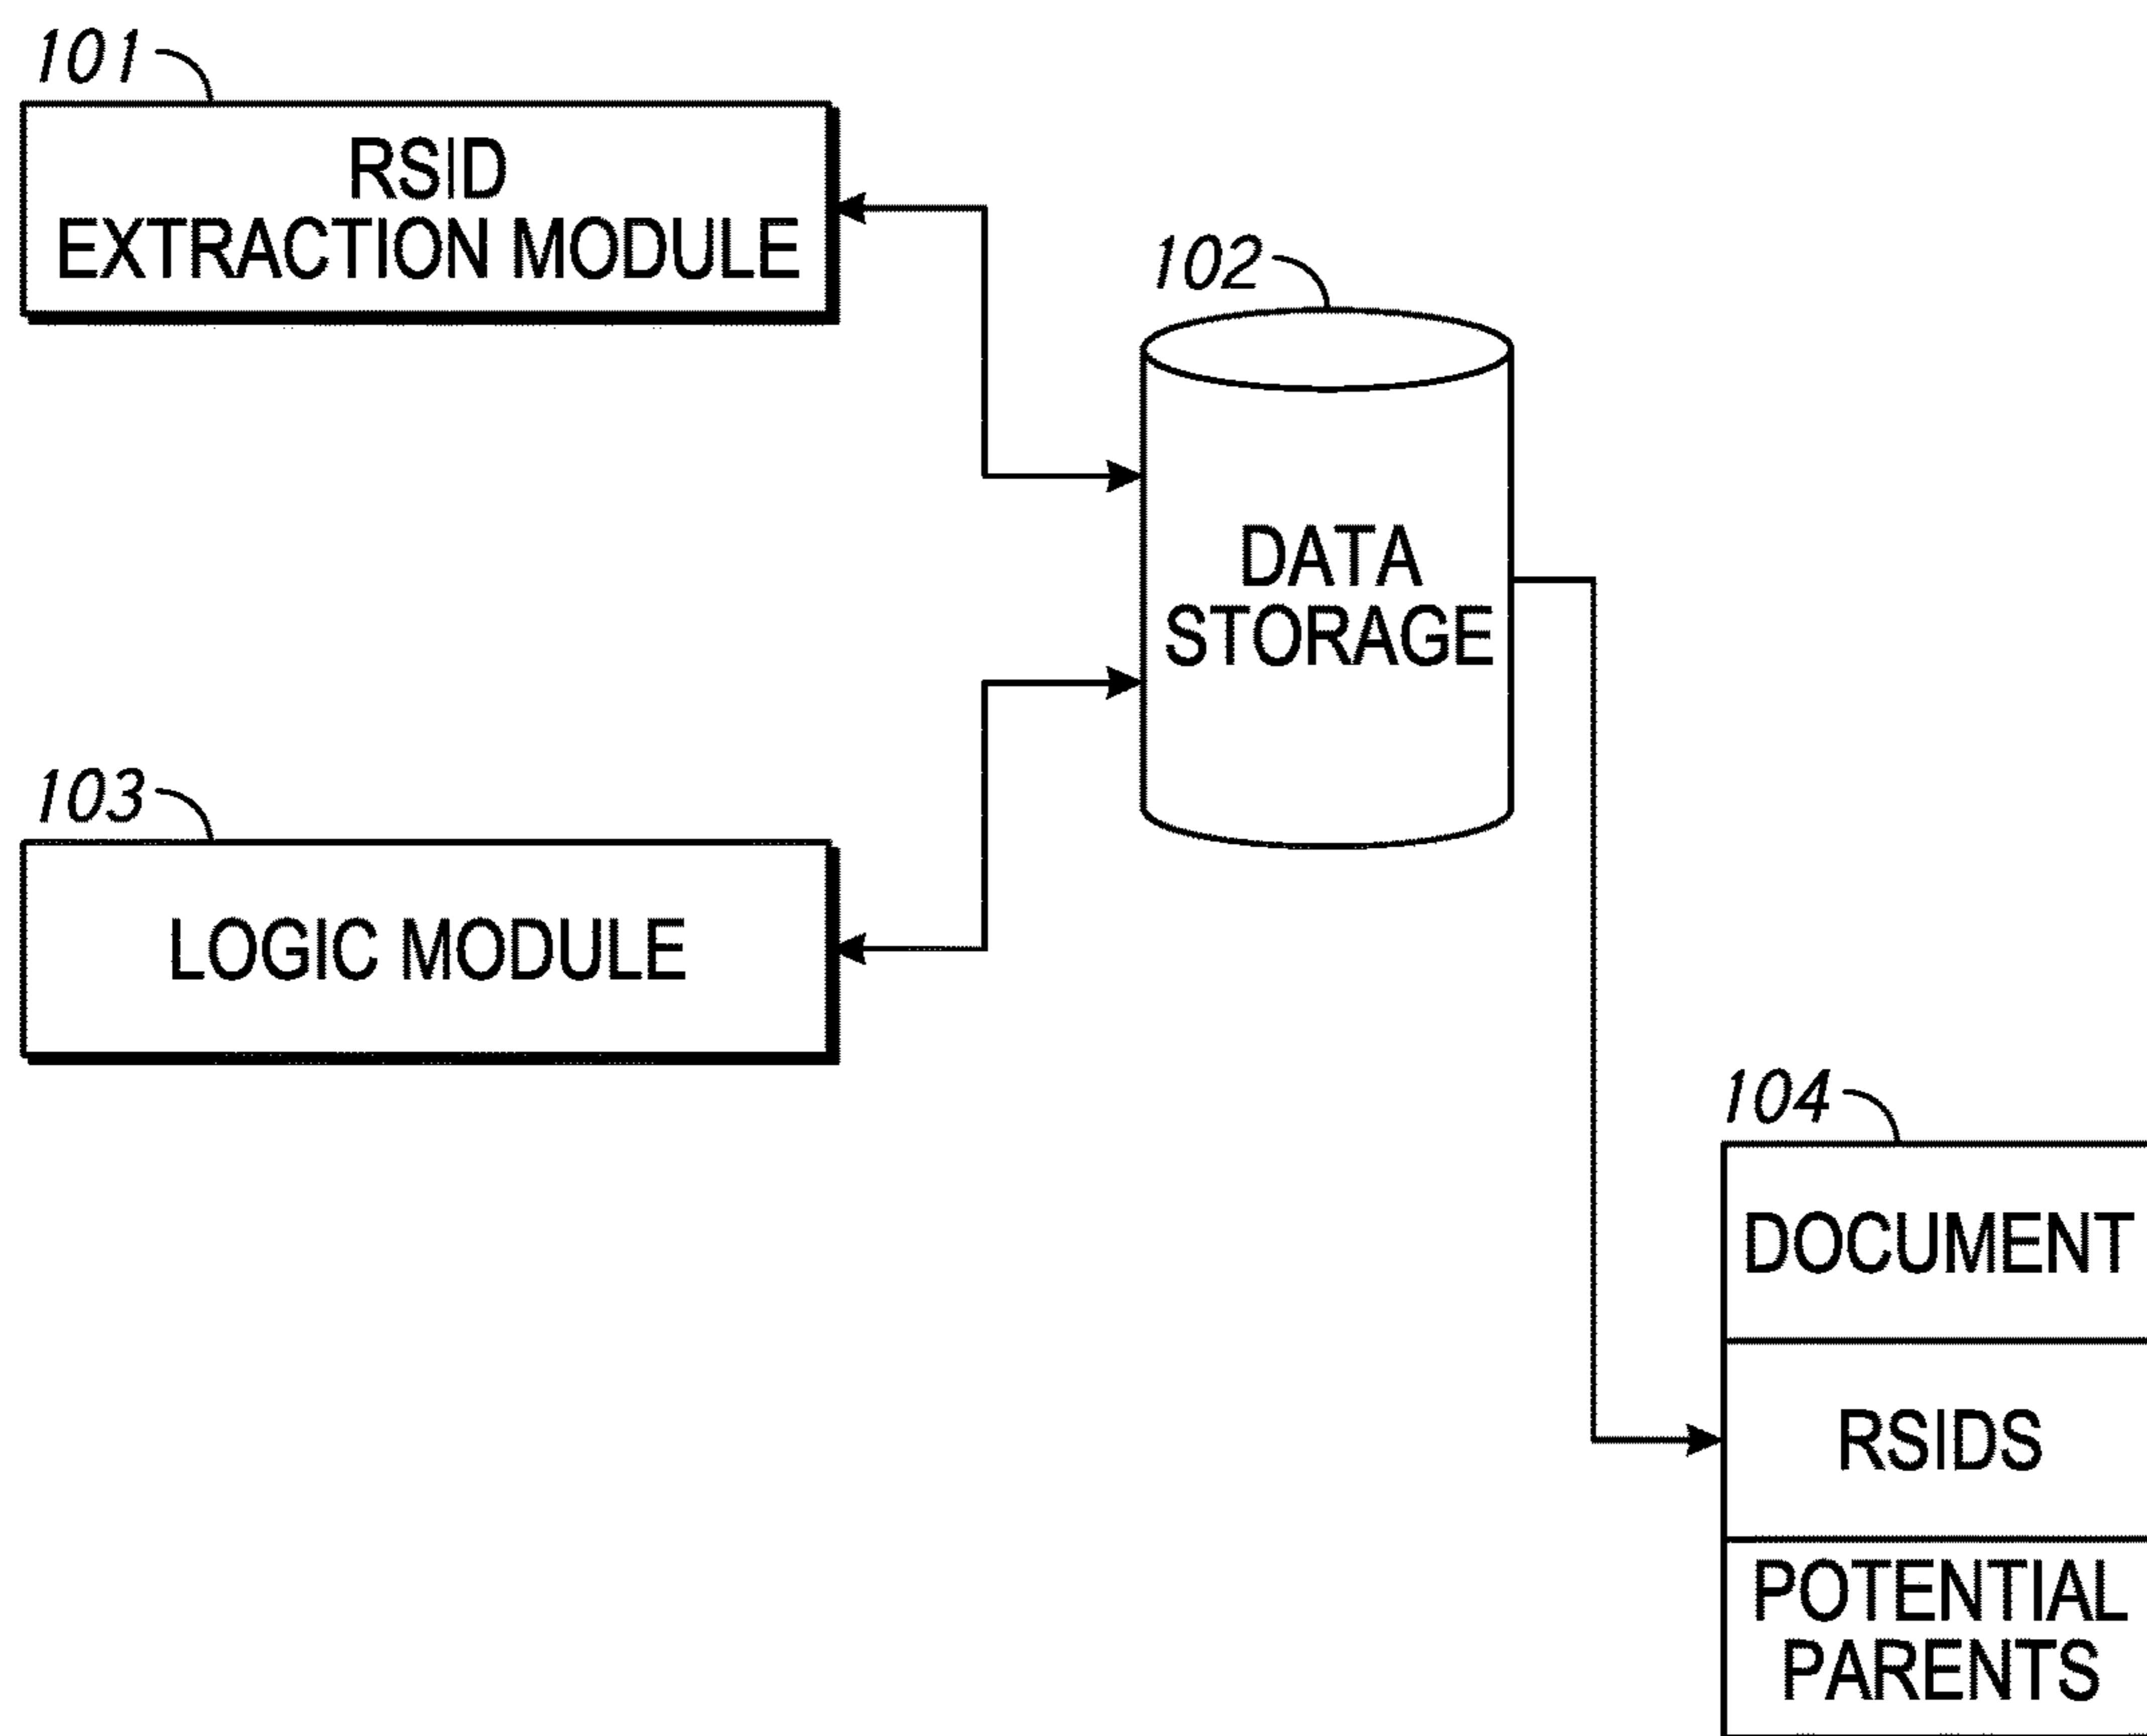 101
RSID
EXTRACTION MODULE
102
DATA
STORAGE
103
LOGIC MODULE
104
DOCUMENT
RSIDS
POTENTIAL
PARENTS